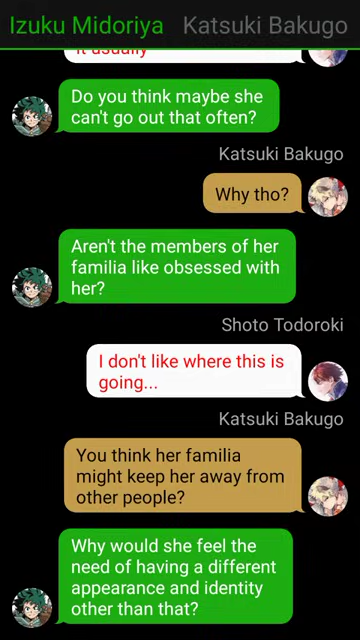 Izuku Midoriya Katsuki Bakugo
it usually
Do you think maybe she
can't go out that often?
Katsuki Bakugo
Why tho?
Aren't the members of her
familia like obsessed with
her?
Shoto Todoroki
I don't like where this is
going...
Katsuki Bakugo
You think her familia
might keep her away from
other people?
Why would she feel the
need of having a different
appearance and identity
other than that?